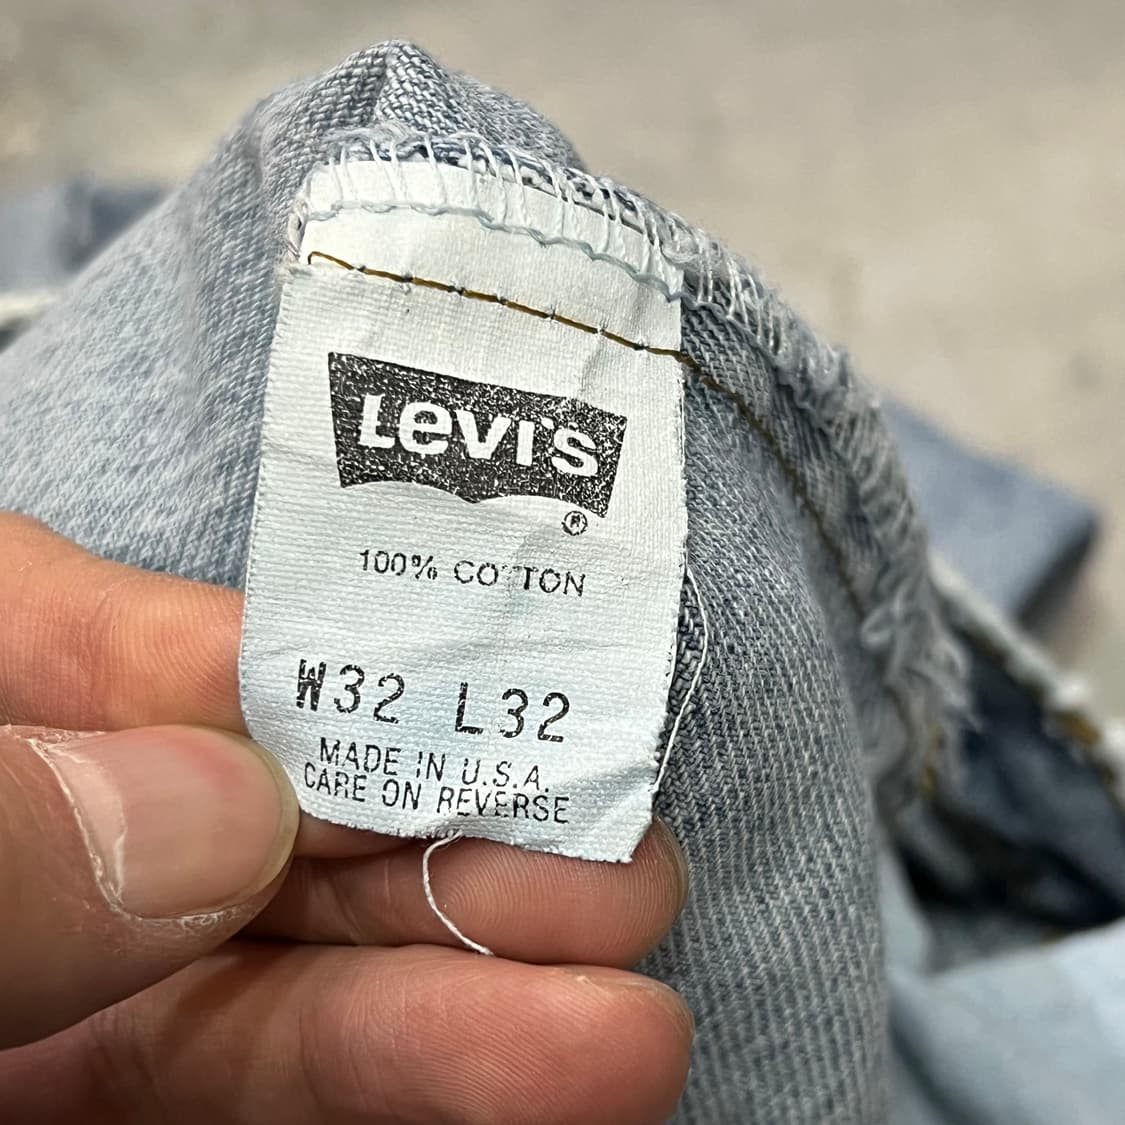 Levi's
®
100% COTTON
W32 L32
MADE IN U.S.A.
CARE ON REVERSE